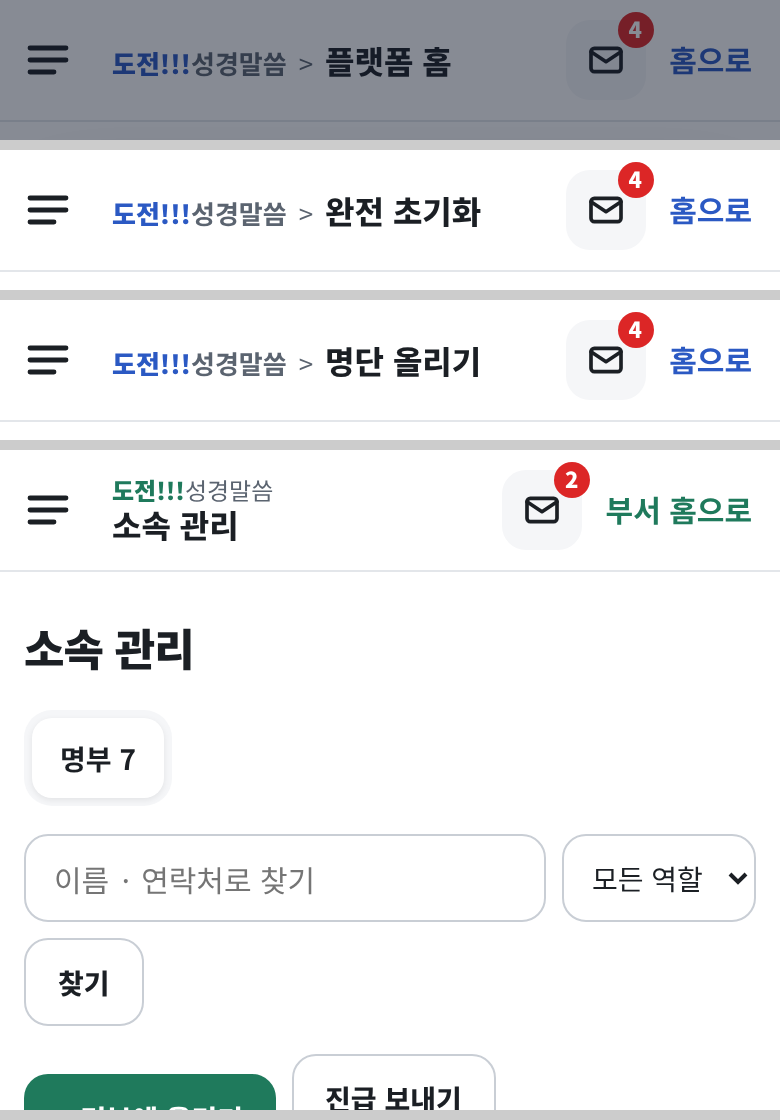 도전!!!성경말씀 > 플랫폼 홈 4 홈으로
도전!!!성경말씀 > 완전 초기화 4 홈으로
도전!!!성경말씀 > 명단 올리기 4 홈으로
도전!!!성경말씀
소속 관리
2 부서 홈으로
소속 관리
명부 7
이름 · 연락처로 찾기 모든 역할
찾기
진급 보내기